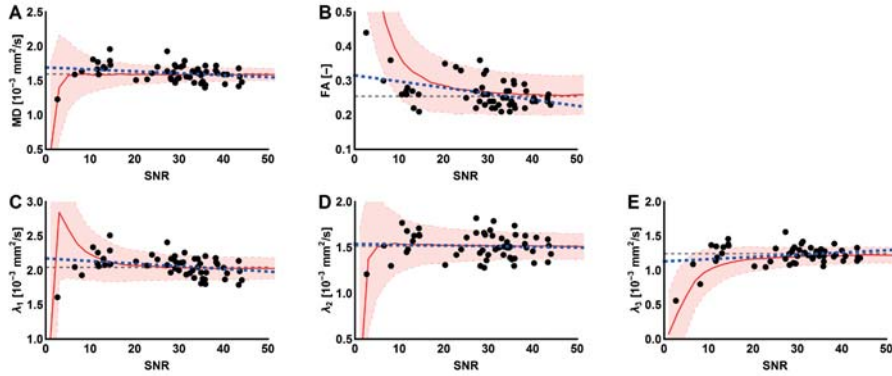 A
MD [10⁻³ mm²/s]
2.5
2.0
1.5
1.0
0.5
0 10 20 30 40 50
SNR
B
FA [–]
0.5
0.4
0.3
0.2
0.1
0 10 20 30 40 50
SNR
C
λ₁ [10⁻³ mm²/s]
3.0
2.5
2.0
1.5
1.0
0 10 20 30 40 50
SNR
D
λ₂ [10⁻³ mm²/s]
2.0
1.5
1.0
0.5
0 10 20 30 40 50
SNR
E
λ₃ [10⁻³ mm²/s]
2.0
1.5
1.0
0.5
0.0
0 10 20 30 40 50
SNR